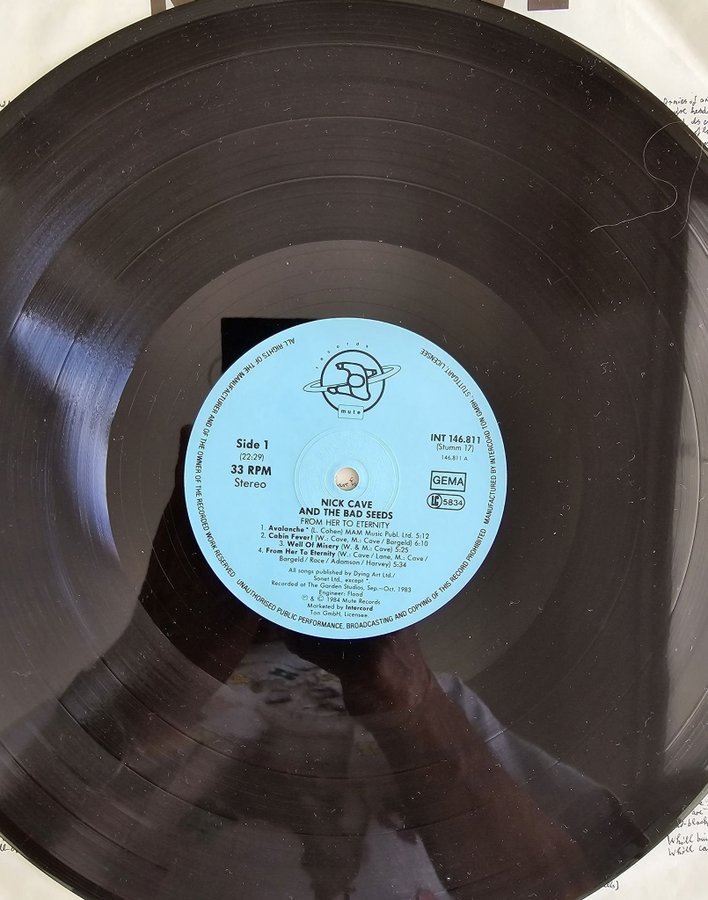 records
mute
Side 1
(22:29)
33 RPM
Stereo
INT 146.811
(Stumm 17)
146.811 A
GEMA
LC 5834
NICK CAVE
AND THE BAD SEEDS
FROM HER TO ETERNITY
1. Avalanche* (L. Cohen) MAM Music Publ. Ltd. 5:12
2. Cabin Fever! (W.: Cave, M.: Cave / Bargeld) 6:10
3. Well Of Misery (W. & M.: Cave) 5:25
4. From Her To Eternity (W.: Cave / Lane, M.: Cave /
Bargeld / Race / Adamson / Harvey) 5:34
All songs published by Dying Art Ltd./
Sonet Ltd., except *.
Recorded at The Garden Studios, Sep.–Oct. 1983
Engineer: Flood
Ⓟ & © 1984 Mute Records
Marketed by Intercord
Ton GmbH, Licensee.
ALL RIGHTS OF THE MANUFACTURER AND OF THE OWNER OF THE RECORDED WORK RESERVED UNAUTHORISED PUBLIC PERFORMANCE, BROADCASTING AND COPYING OF THIS RECORD PROHIBITED MANUFACTURED BY INTERCORD TON GMBH, STUTTGART LICENSEE